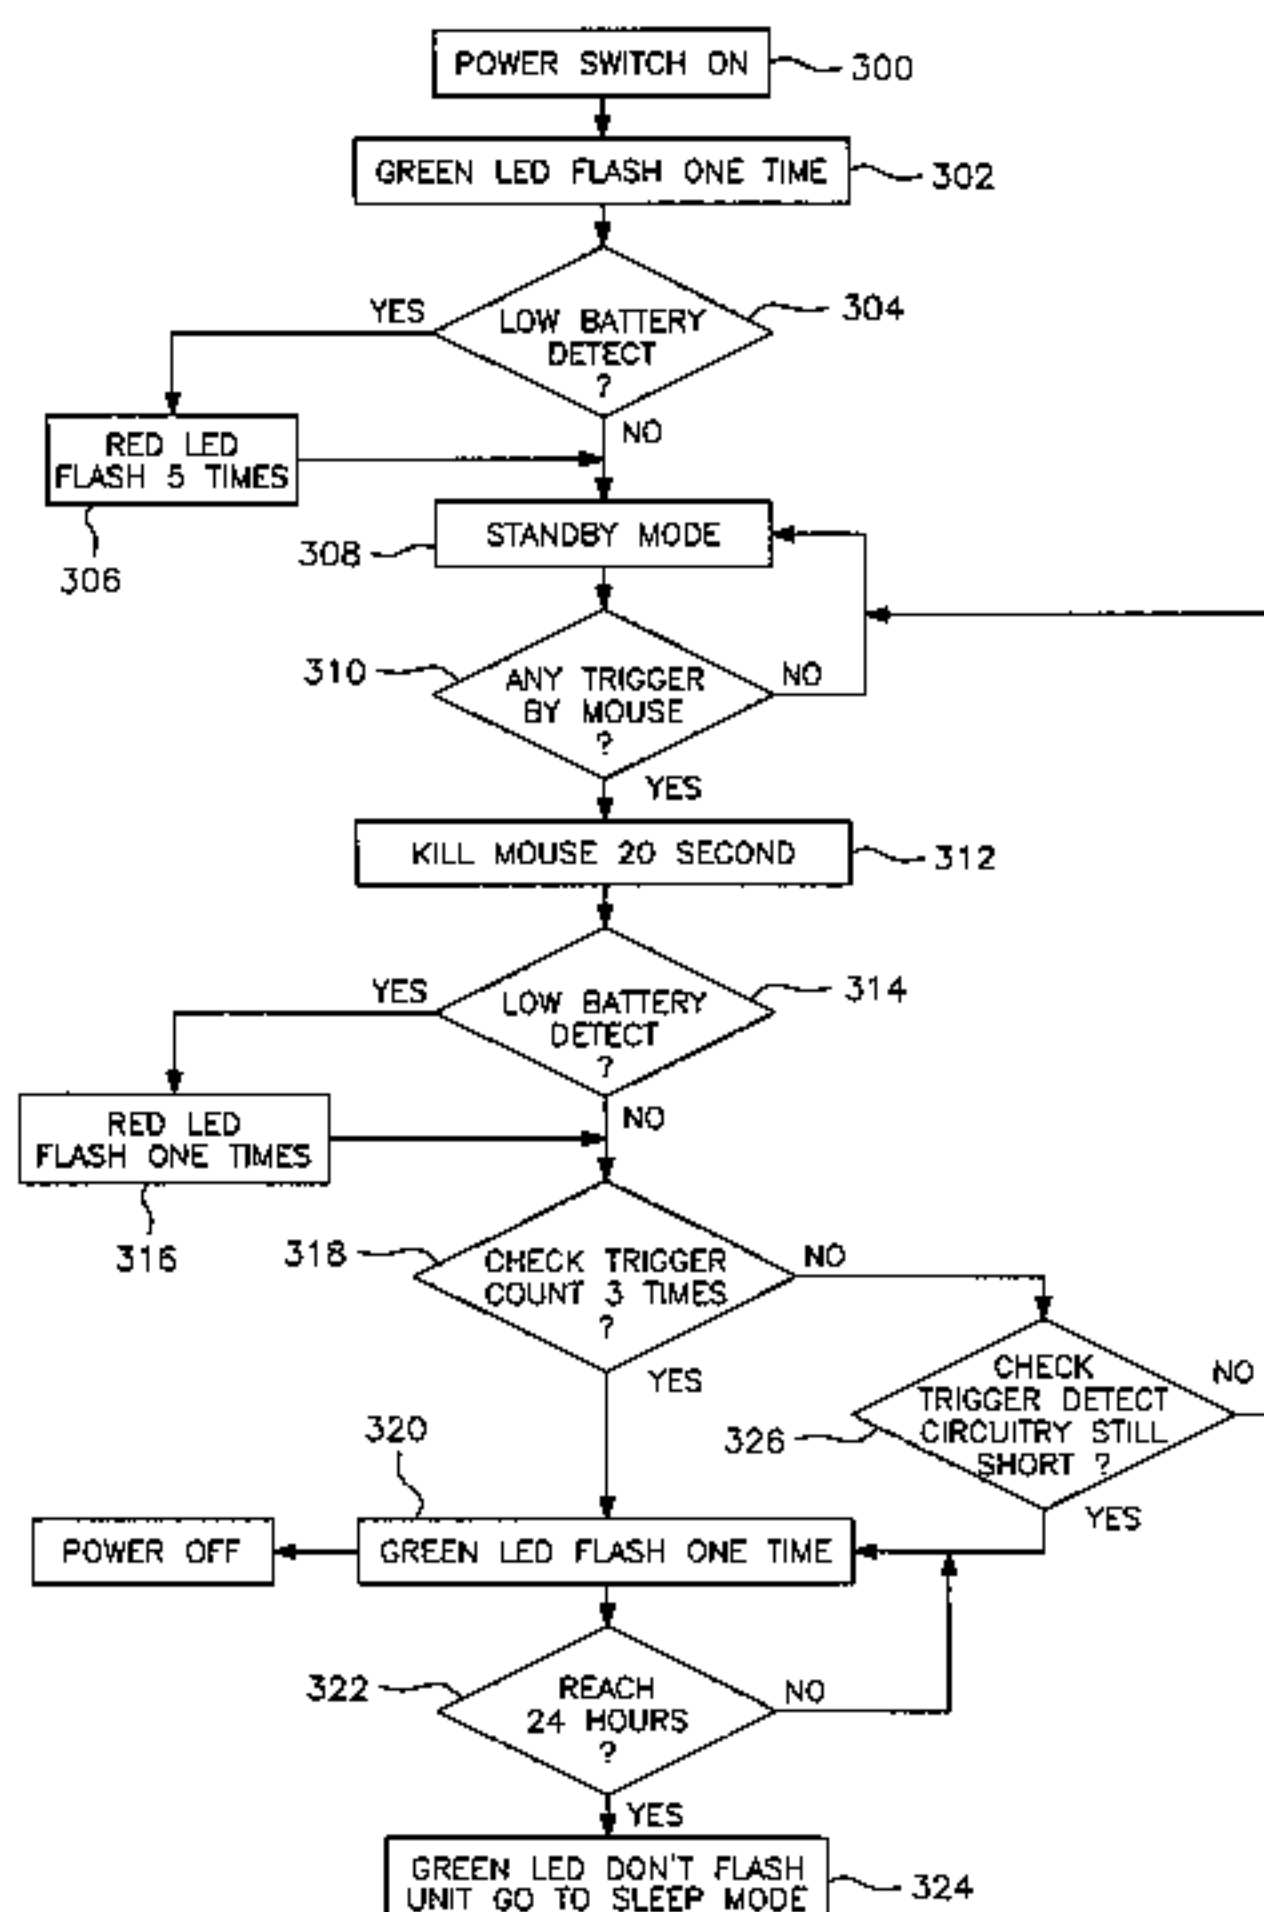 POWER SWITCH ON
300
GREEN LED FLASH ONE TIME
302
YES
LOW BATTERY
DETECT
?
304
NO
RED LED
FLASH 5 TIMES
306
STANDBY MODE
308
310
ANY TRIGGER
BY MOUSE
?
NO
YES
KILL MOUSE 20 SECOND
312
YES
LOW BATTERY
DETECT
?
314
NO
RED LED
FLASH ONE TIMES
316
318
CHECK TRIGGER
COUNT 3 TIMES
?
NO
YES
CHECK
TRIGGER DETECT
CIRCUITRY STILL
SHORT ?
NO
326
YES
320
POWER OFF
GREEN LED FLASH ONE TIME
322
REACH
24 HOURS
?
NO
YES
GREEN LED DON'T FLASH
UNIT GO TO SLEEP MODE
324